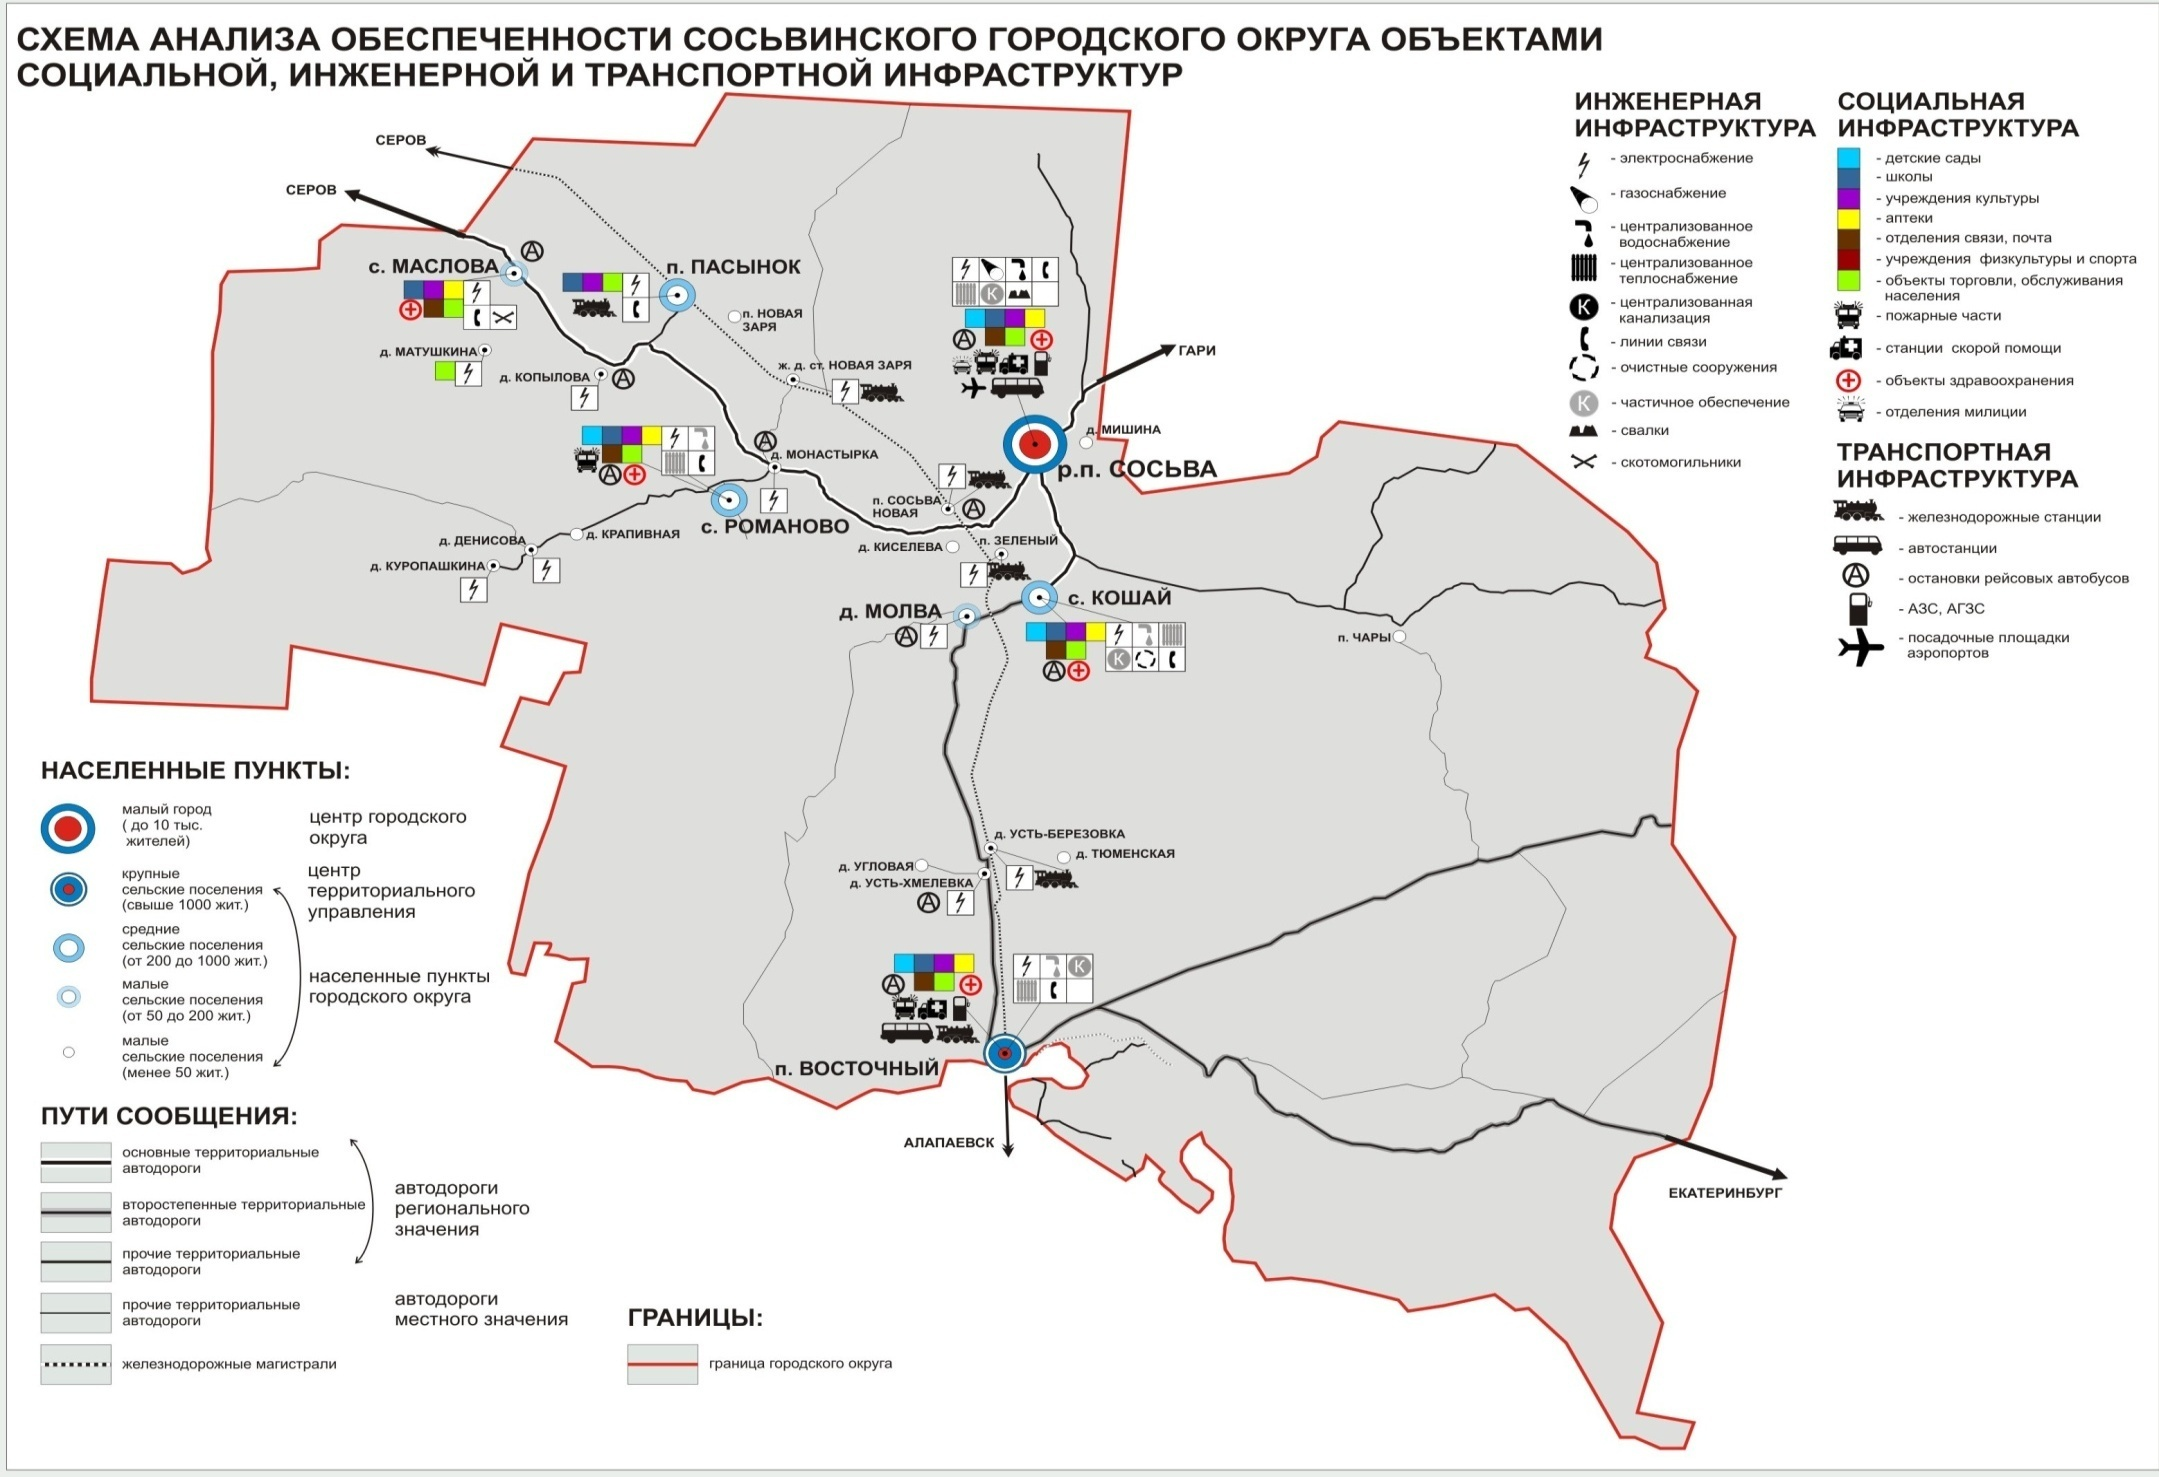 СХЕМА АНАЛИЗА ОБЕСПЕЧЕННОСТИ СОСЬВИНСКОГО ГОРОДСКОГО ОКРУГА ОБЪЕКТАМИ
СОЦИАЛЬНОЙ, ИНЖЕНЕРНОЙ И ТРАНСПОРТНОЙ ИНФРАСТРУКТУР
СЕРОВ
СЕРОВ
с. МАСЛОВА
п. ПАСЫНОК
п. НОВАЯ
ЗАРЯ
д. МАТУШКИНА
д. КОПЫЛОВА
ж. д. ст. НОВАЯ ЗАРЯ
ГАРИ
д. МИШИНА
р.п. СОСЬВА
д. МОНАСТЫРКА
с. РОМАНОВО
п. СОСЬВА
НОВАЯ
д. КРАПИВНАЯ
д. ДЕНИСОВА
д. КУРОПАШКИНА
д. КИСЕЛЕВА
п. ЗЕЛЕНЫЙ
с. КОШАЙ
д. МОЛВА
п. ЧАРЫ
К
К
д. УСТЬ-БЕРЕЗОВКА
д. ТЮМЕНСКАЯ
д. УГЛОВАЯ
д. УСТЬ-ХМЕЛЕВКА
К
п. ВОСТОЧНЫЙ
АЛАПАЕВСК
ЕКАТЕРИНБУРГ
ИНЖЕНЕРНАЯ
ИНФРАСТРУКТУРА
- электроснабжение
- газоснабжение
- централизованное
водоснабжение
- централизованное
теплоснабжение
К
- централизованная
канализация
- линии связи
- очистные сооружения
К
- частичное обеспечение
- свалки
- скотомогильники
СОЦИАЛЬНАЯ
ИНФРАСТРУКТУРА
- детские сады
- школы
- учреждения культуры
- аптеки
- отделения связи, почта
- учреждения физкультуры и спорта
- объекты торговли, обслуживания
населения
- пожарные части
- станции скорой помощи
- объекты здравоохранения
- отделения милиции
ТРАНСПОРТНАЯ
ИНФРАСТРУКТУРА
- железнодорожные станции
- автостанции
А
- остановки рейсовых автобусов
- АЗС, АГЗС
- посадочные площадки
аэропортов
НАСЕЛЕННЫЕ ПУНКТЫ:
малый город
( до 10 тыс.
жителей)
центр городского
округа
крупные
сельские поселения
(свыше 1000 жит.)
центр
территориального
управления
средние
сельские поселения
(от 200 до 1000 жит.)
малые
сельские поселения
(от 50 до 200 жит.)
населенные пункты
городского округа
малые
сельские поселения
(менее 50 жит.)
ПУТИ СООБЩЕНИЯ:
основные территориальные
автодороги
второстепенные территориальные
автодороги
прочие территориальные
автодороги
автодороги
регионального
значения
прочие территориальные
автодороги
автодороги
местного значения
железнодорожные магистрали
ГРАНИЦЫ:
граница городского округа